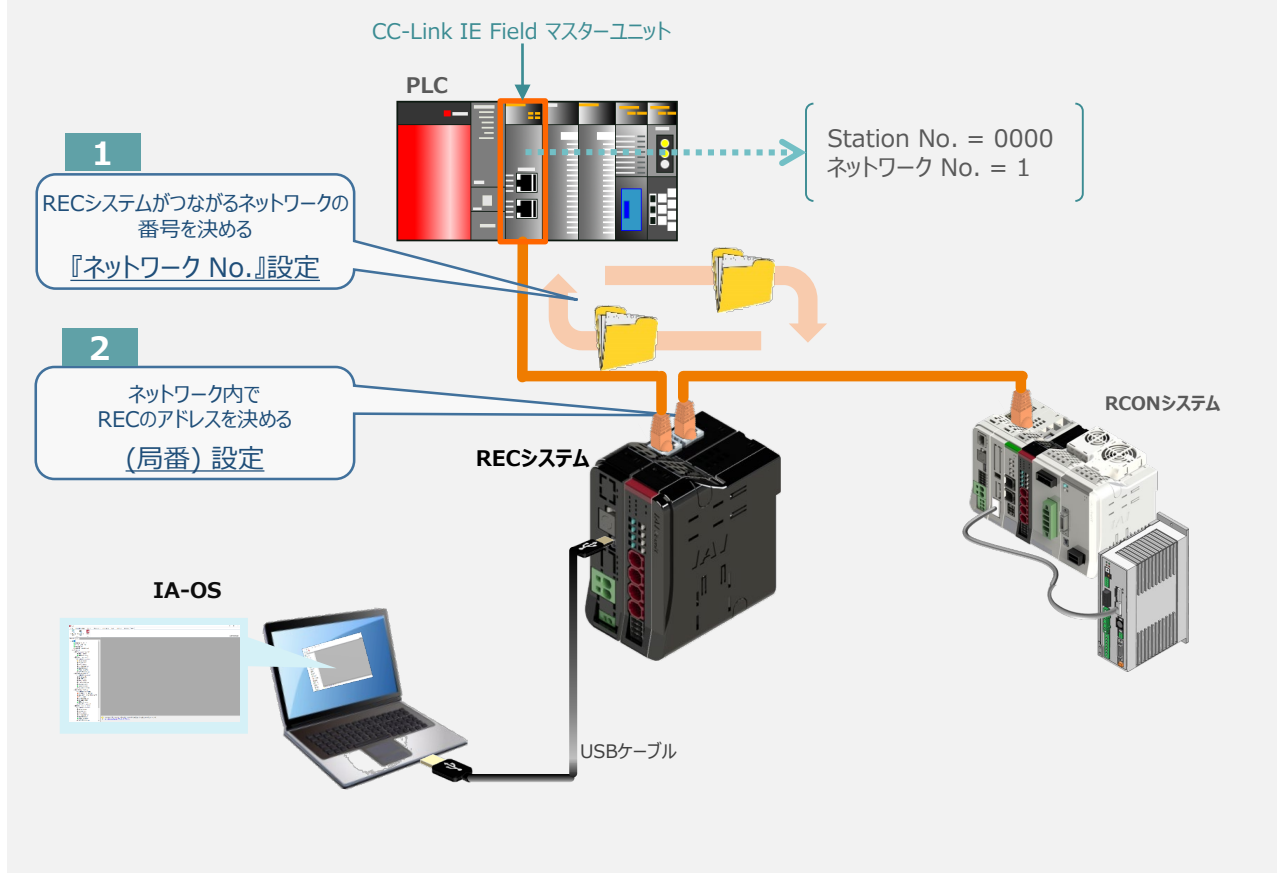 CC-Link IE Field マスターユニット
PLC
Station No. = 0000
ネットワーク No. = 1
1
RECシステムがつながるネットワークの
番号を決める
『ネットワーク No.』設定
2
ネットワーク内で
RECのアドレスを決める
(局番) 設定
RECシステム
RCONシステム
IAI
IA-OS
USBケーブル